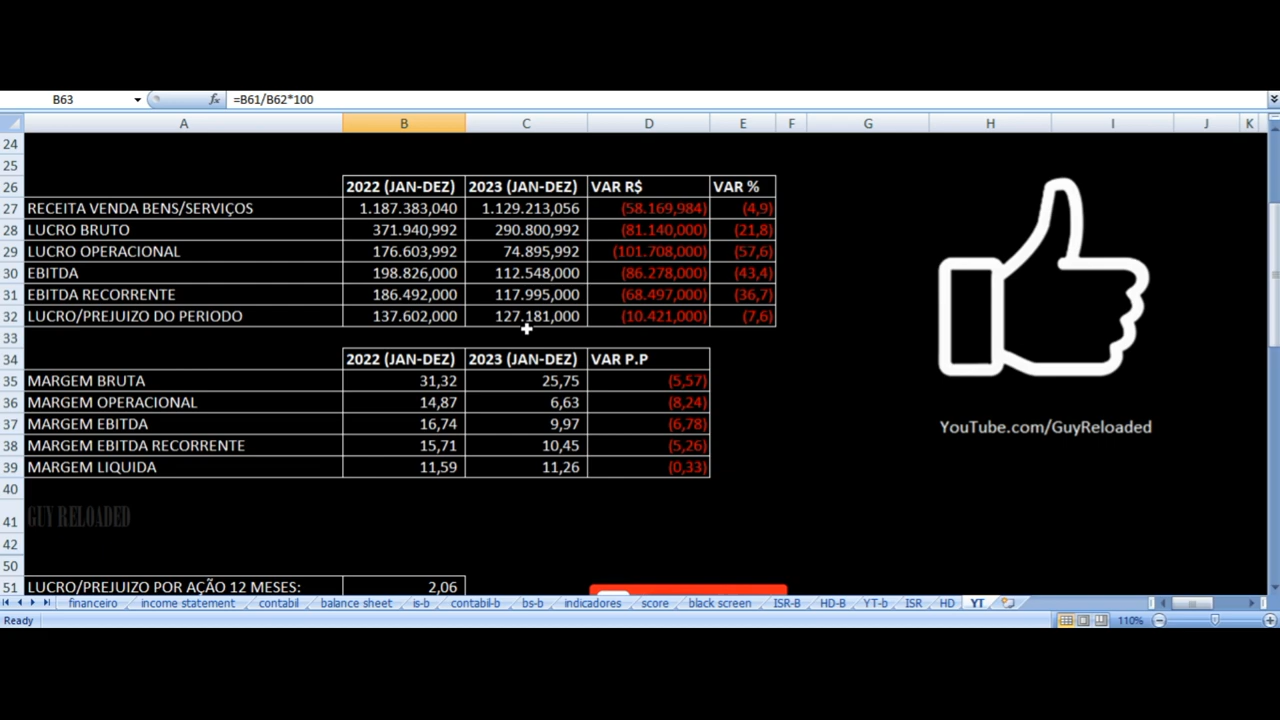 B63 fx =B61/B62*100
A B C D E F G H I J K
24
25
26 2022 (JAN-DEZ) 2023 (JAN-DEZ) VAR R$ VAR %
27 RECEITA VENDA BENS/SERVIÇOS 1.187.383,040 1.129.213,056 (58.169,984) (4,9)
28 LUCRO BRUTO 371.940,992 290.800,992 (81.140,000) (21,8)
29 LUCRO OPERACIONAL 176.603,992 74.895,992 (101.708,000) (57,6)
30 EBITDA 198.826,000 112.548,000 (86.278,000) (43,4)
31 EBITDA RECORRENTE 186.492,000 117.995,000 (68.497,000) (36,7)
32 LUCRO/PREJUIZO DO PERIODO 137.602,000 127.181,000 (10.421,000) (7,6)
33
34 2022 (JAN-DEZ) 2023 (JAN-DEZ) VAR P.P
35 MARGEM BRUTA 31,32 25,75 (5,57)
36 MARGEM OPERACIONAL 14,87 6,63 (8,24)
37 MARGEM EBITDA 16,74 9,97 (6,78)
38 MARGEM EBITDA RECORRENTE 15,71 10,45 (5,26)
39 MARGEM LIQUIDA 11,59 11,26 (0,33)
YouTube.com/GuyReloaded
40
41 GUY RELOADED
42
50
51 LUCRO/PREJUIZO POR AÇÃO 12 MESES: 2,06
financeiro income statement contabil balance sheet is-b contabil-b bs-b indicadores score black screen ISR-B HD-B YT-b ISR HD YT
Ready 110%